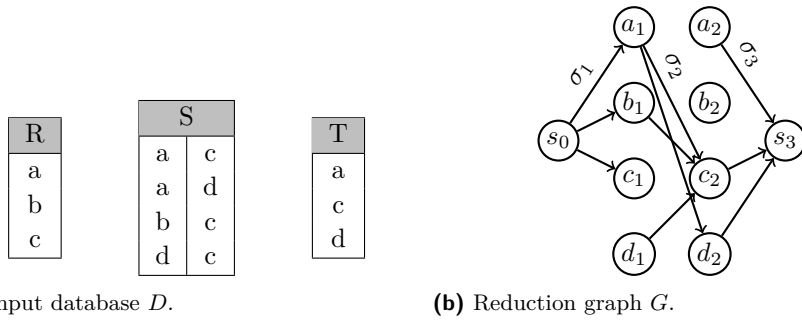 R
a
b
c
S
a c
a d
b c
d c
T
a
c
d
s0
a1
a2
b1
b2
c1
c2
d1
d2
s3
σ1
σ2
σ3
nput database D.
(b) Reduction graph G.